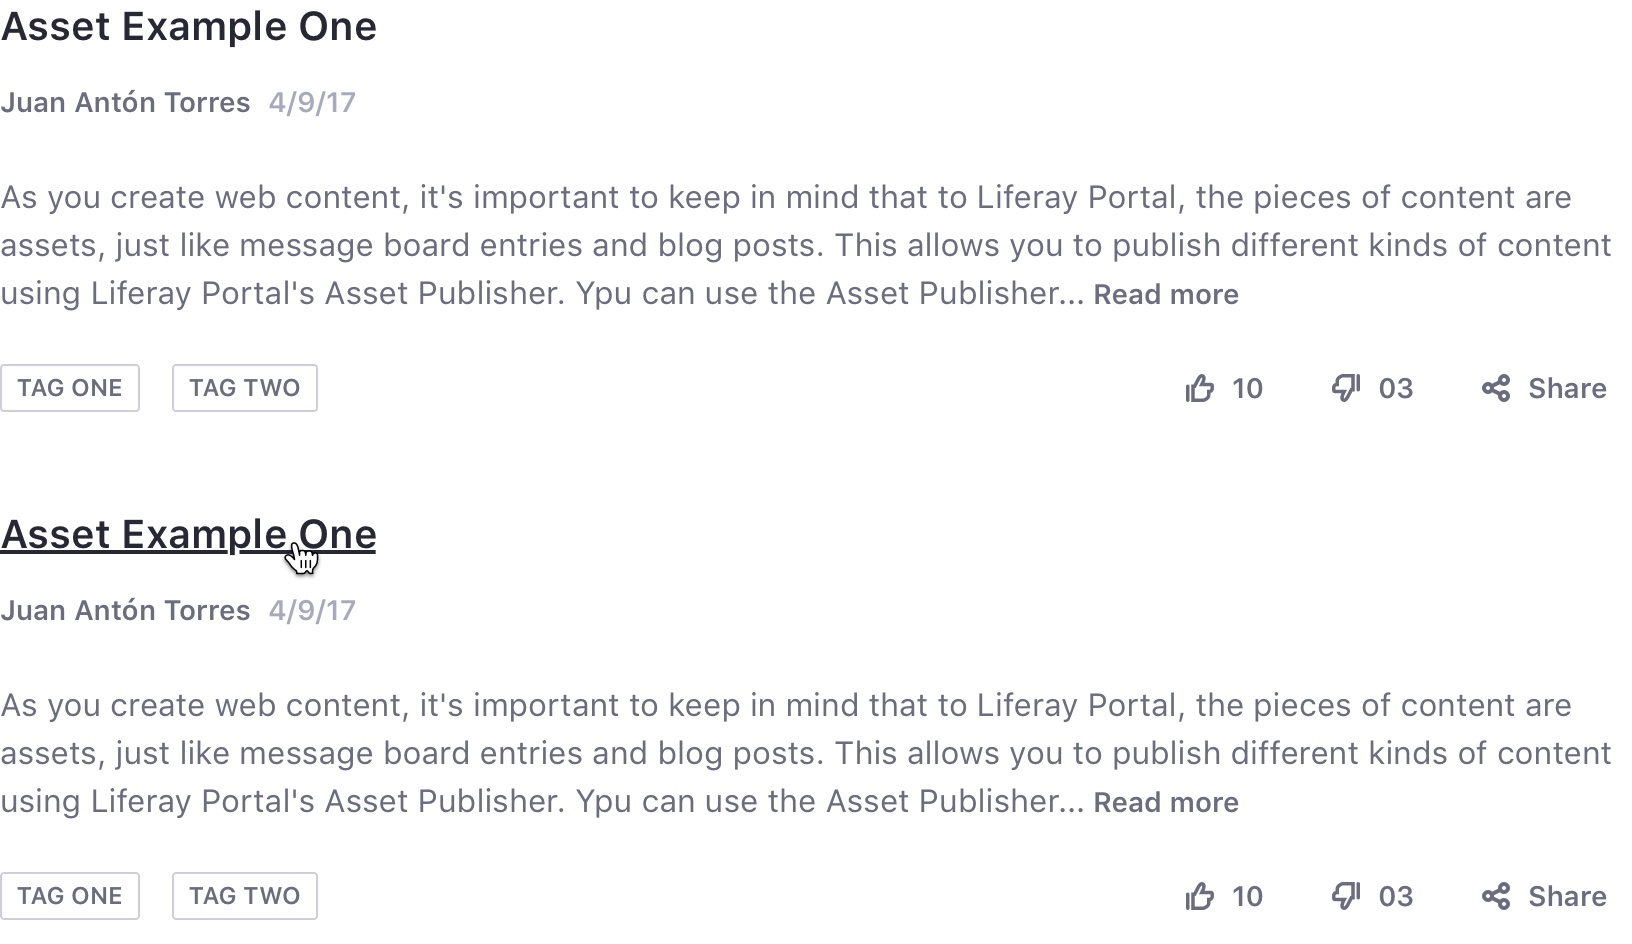 Asset Example One
Juan Antón Torres 4/9/17
As you create web content, it's important to keep in mind that to Liferay Portal, the pieces of content are
assets, just like message board entries and blog posts. This allows you to publish different kinds of content
using Liferay Portal's Asset Publisher. Ypu can use the Asset Publisher... Read more
TAG ONE TAG TWO 10 03 Share
Asset Example One
Juan Antón Torres 4/9/17
As you create web content, it's important to keep in mind that to Liferay Portal, the pieces of content are
assets, just like message board entries and blog posts. This allows you to publish different kinds of content
using Liferay Portal's Asset Publisher. Ypu can use the Asset Publisher... Read more
TAG ONE TAG TWO 10 03 Share